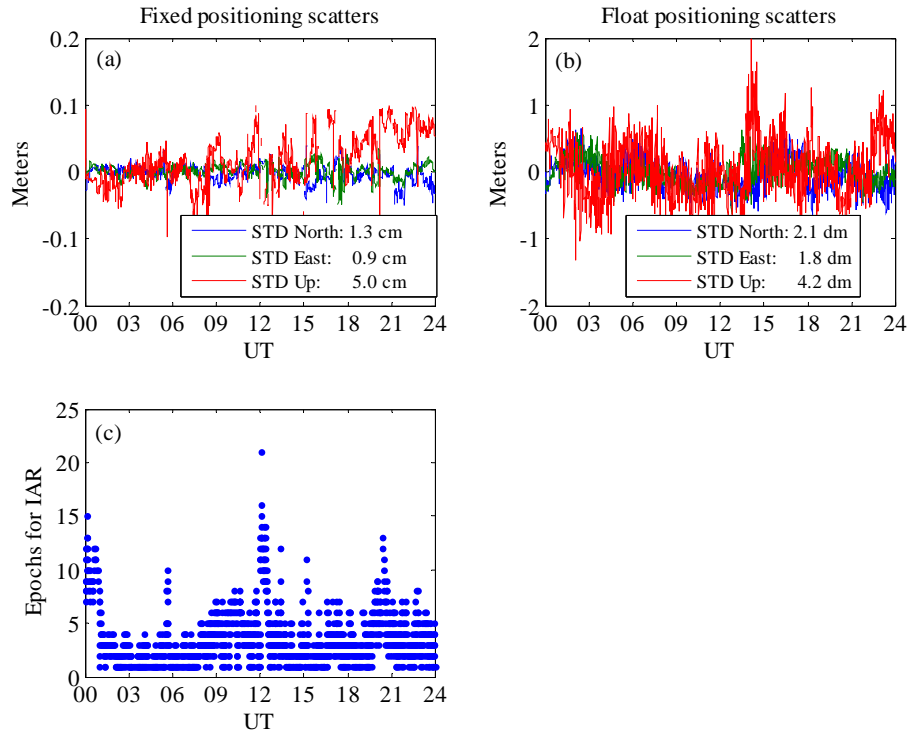 Fixed positioning scatters
(a)
Meters
0.2
0.1
0
-0.1
-0.2
STD North: 1.3 cm
STD East: 0.9 cm
STD Up: 5.0 cm
00 03 06 09 12 15 18 21 24
UT
Float positioning scatters
(b)
Meters
2
1
0
-1
-2
STD North: 2.1 dm
STD East: 1.8 dm
STD Up: 4.2 dm
00 03 06 09 12 15 18 21 24
UT
(c)
Epochs for IAR
25
20
15
10
5
0
00 03 06 09 12 15 18 21 24
UT